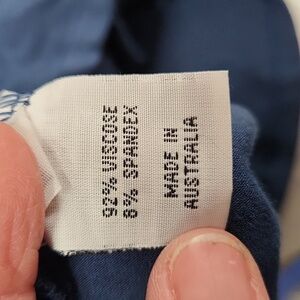 92% VISCOSE
8% SPANDEX
MADE IN
AUSTRALIA